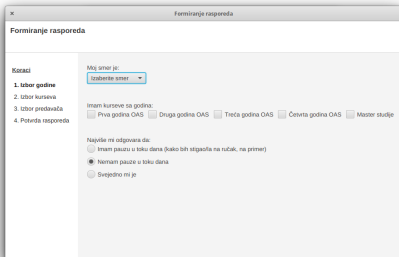 Formiranje rasporeda
Formiranje rasporeda
Koraci
1. Izbor godine
2. Izbor kurseva
3. Izbor predavača
4. Potvrda rasporeda
Moj smer je:
Izaberite smer
Imam kurseve sa godina:
Prva godina OAS Druga godina OAS Treća godina OAS Četvrta godina OAS Master studije
Najviše mi odgovara da:
Imam pauzu u toku dana (kako bih stigao/la na ručak, na primer)
Nemam pauze u toku dana
Svejedno mi je